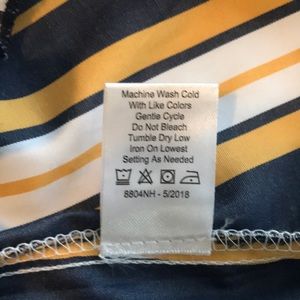 Machine Wash Cold
With Like Colors
Gentle Cycle
Do Not Bleach
Tumble Dry Low
Iron On Lowest
Setting As Needed
8804NH - 5/2018